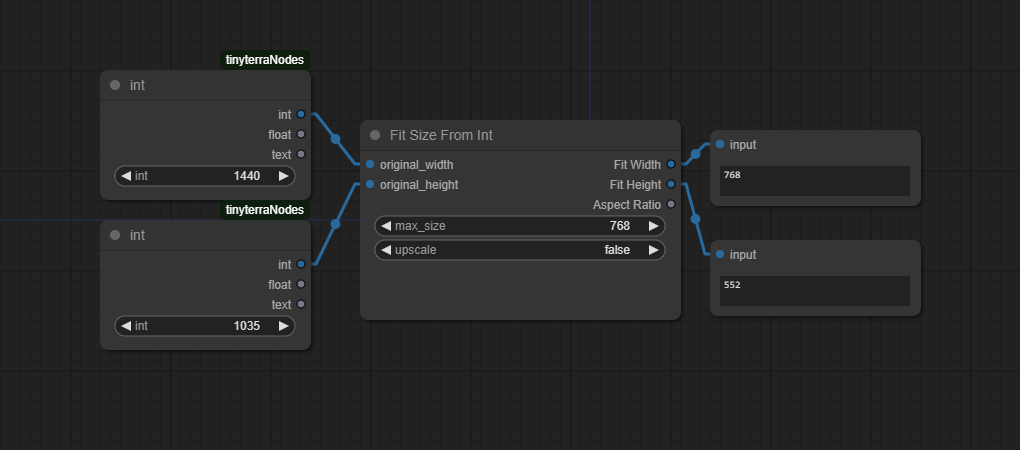 tinyterraNodes
int
int
float
text
int 1440
tinyterraNodes
int
int
float
text
int 1035
Fit Size From Int
original_width Fit Width
original_height Fit Height
Aspect Ratio
max_size 768
upscale false
input
768
input
552